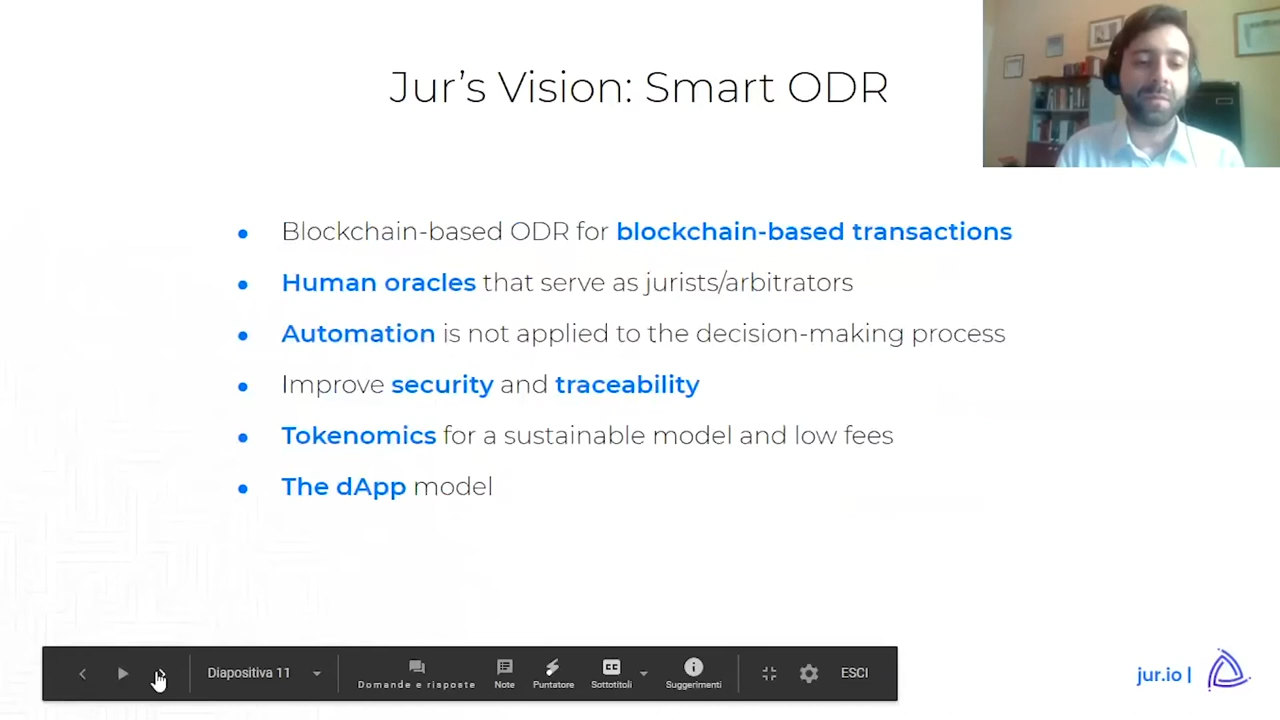 Jur's Vision: Smart ODR
● Blockchain-based ODR for blockchain-based transactions
● Human oracles that serve as jurists/arbitrators
● Automation is not applied to the decision-making process
● Improve security and traceability
● Tokenomics for a sustainable model and low fees
● The dApp model
Diapositiva 11
Domande e risposte
Note
Puntatore
CC
Sottotitoli
Suggerimenti
ESCI
jur.io |